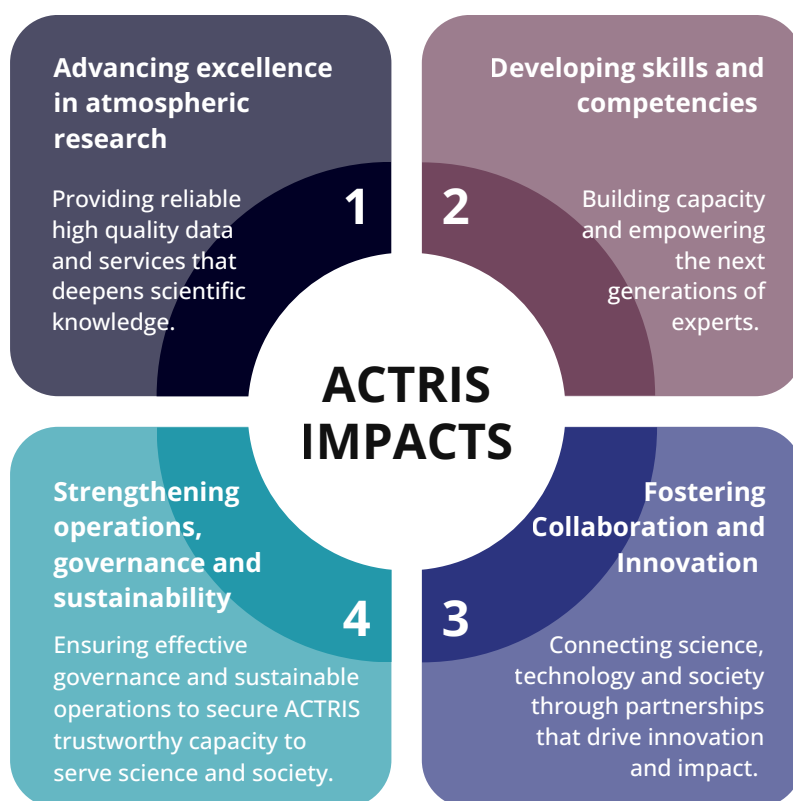 Advancing excellence
in atmospheric
research
Providing reliable
high quality data
and services that
deepens scientific
knowledge.
1
Developing skills and
competencies
2
Building capacity
and empowering
the next
generations of
experts.
ACTRIS
IMPACTS
Fostering
Collaboration and
Innovation
3
Connecting science,
technology and society
through partnerships
that drive innovation
and impact.
Strengthening
operations,
governance and
sustainability
4
Ensuring effective
governance and sustainable
operations to secure ACTRIS
trustworthy capacity to
serve science and society.